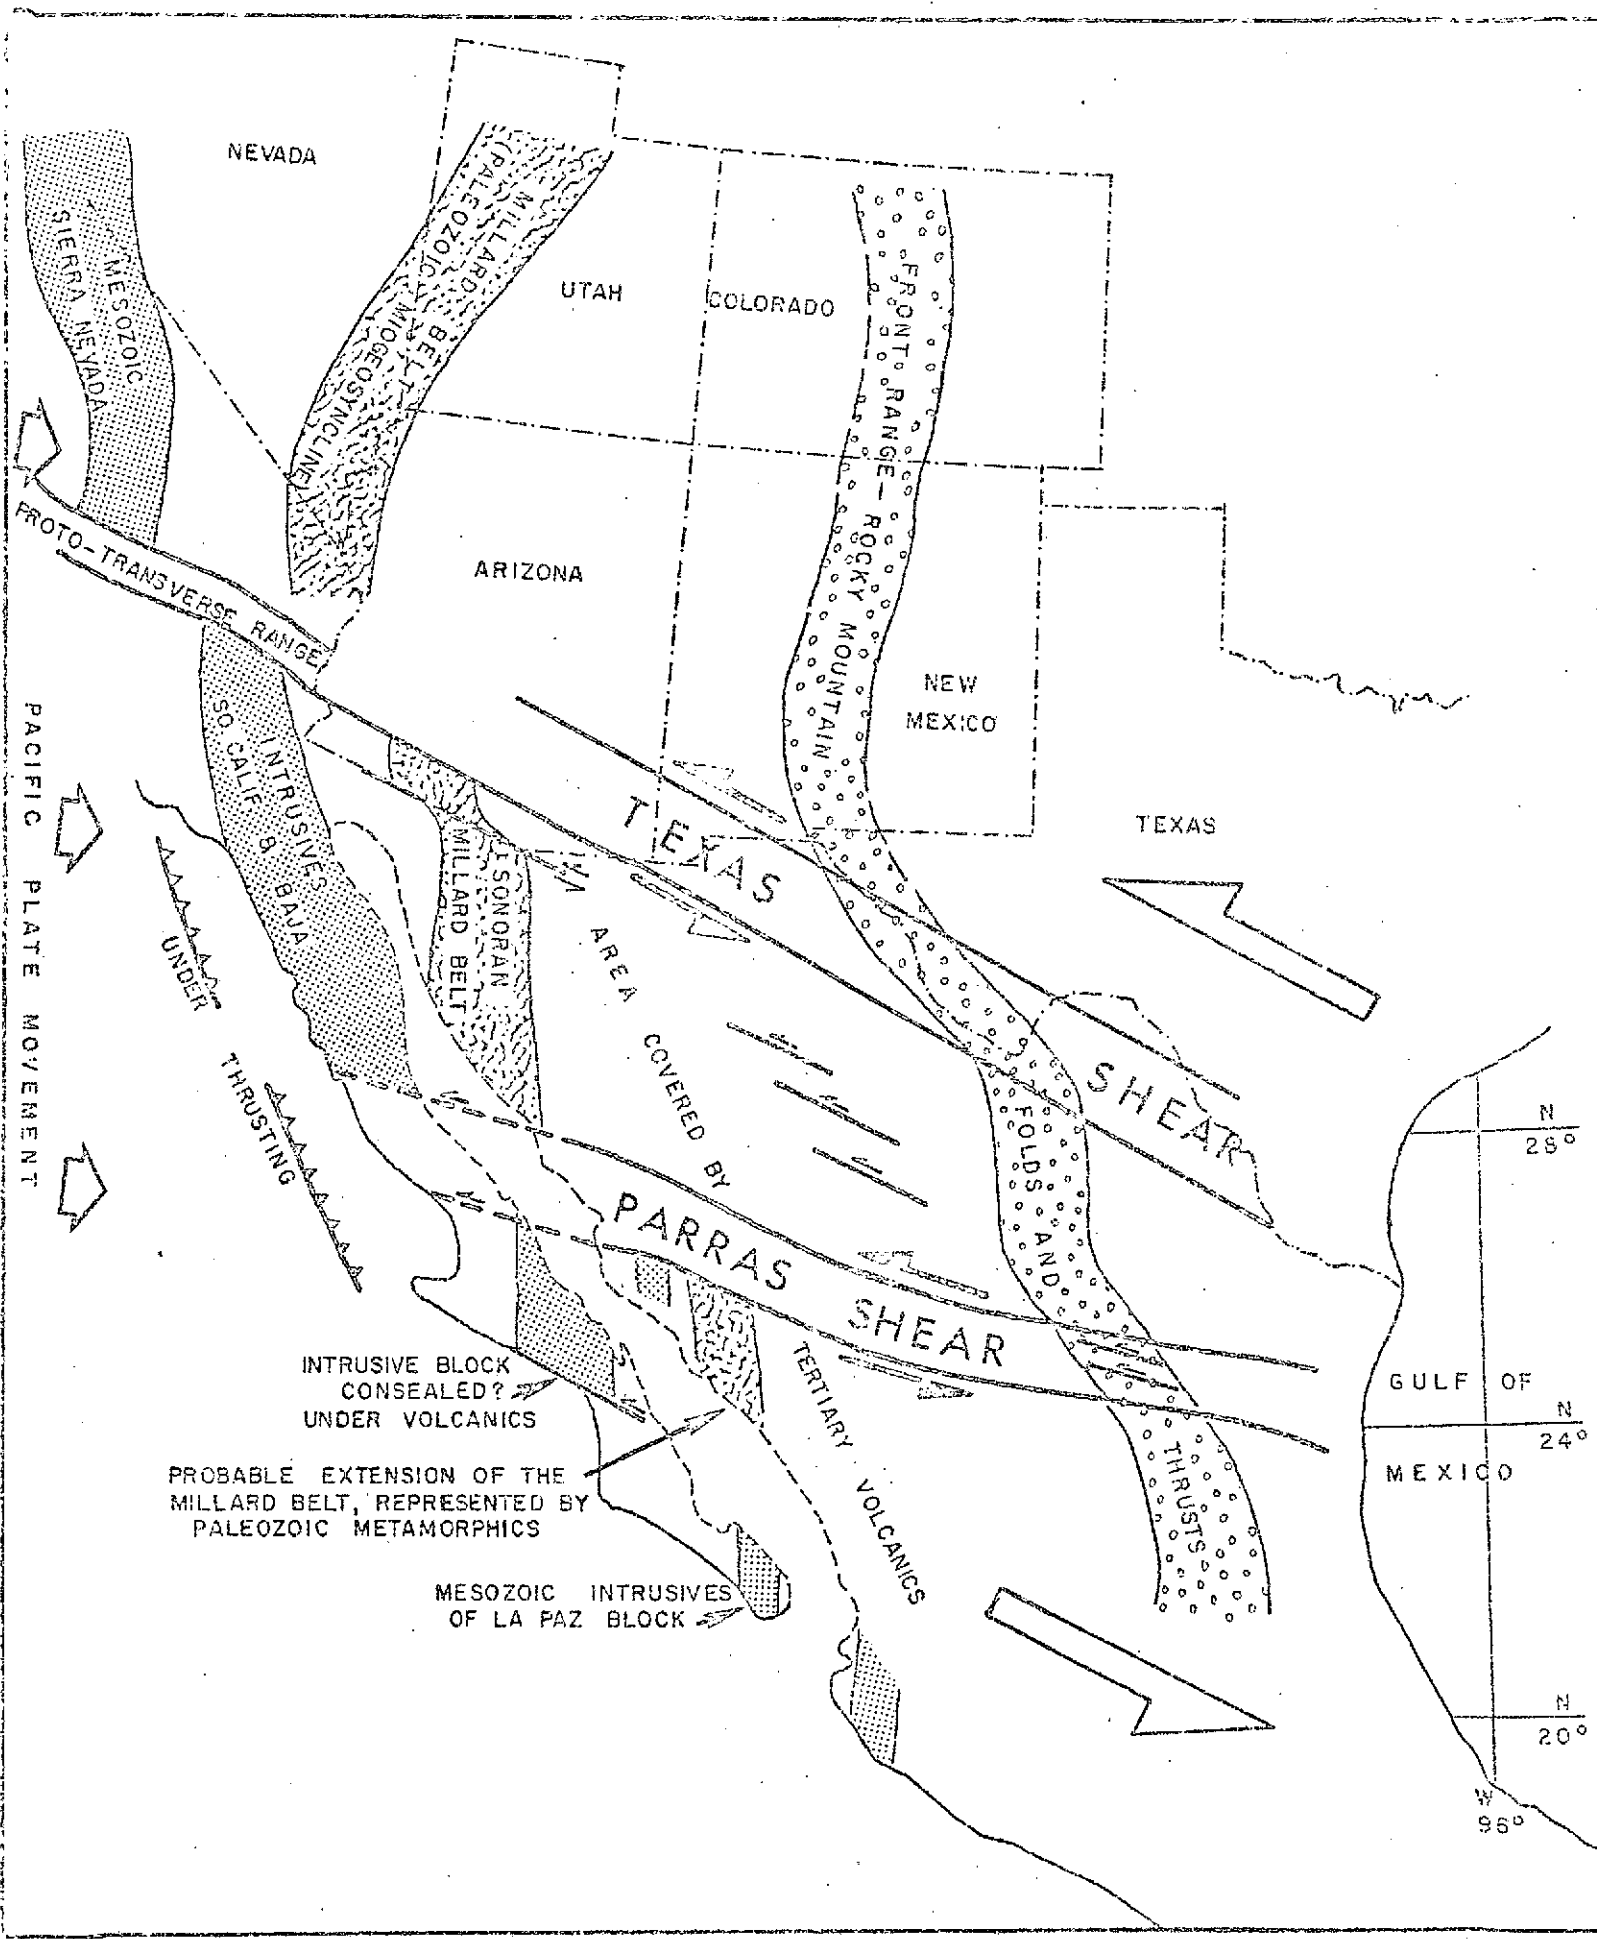 NEVADA
MESOZOIC
SIERRA NEVADA
MILLARD BELT
(PALEOZOIC MIOGEOSYNCLINE)
UTAH
COLORADO
FRONT RANGE — ROCKY MOUNTAIN
FOLDS AND
THRUSTS
PROTO-TRANSVERSE RANGE
ARIZONA
NEW
MEXICO
TEXAS
PACIFIC PLATE MOVEMENT
INTRUSIVES
SO CALIF & BAJA
SONORAN
MILLARD BELT
TEXAS
SHEAR
UNDER
THRUSTING
AREA COVERED BY
TERTIARY VOLCANICS
PARRAS
SHEAR
N
28°
INTRUSIVE BLOCK
CONSEALED?
UNDER VOLCANICS
GULF OF
MEXICO
N
24°
PROBABLE EXTENSION OF THE
MILLARD BELT, REPRESENTED BY
PALEOZOIC METAMORPHICS
MESOZOIC INTRUSIVES
OF LA PAZ BLOCK
N
20°
W
96°